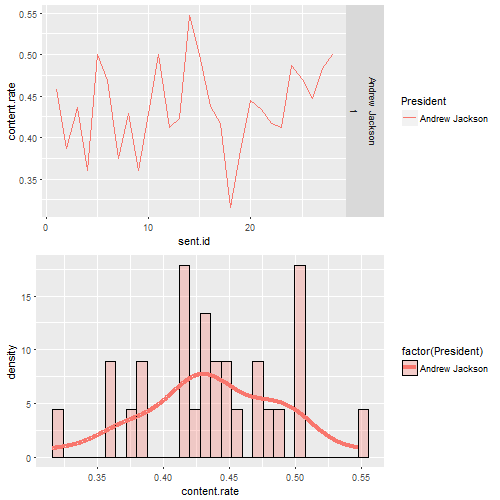 0.55
0.50
0.45
0.40
0.35
content.rate
0
10
20
sent.id
Andrew Jackson
1
President
Andrew Jackson
15
10
5
0
density
0.35
0.40
0.45
0.50
0.55
content.rate
factor(President)
Andrew Jackson